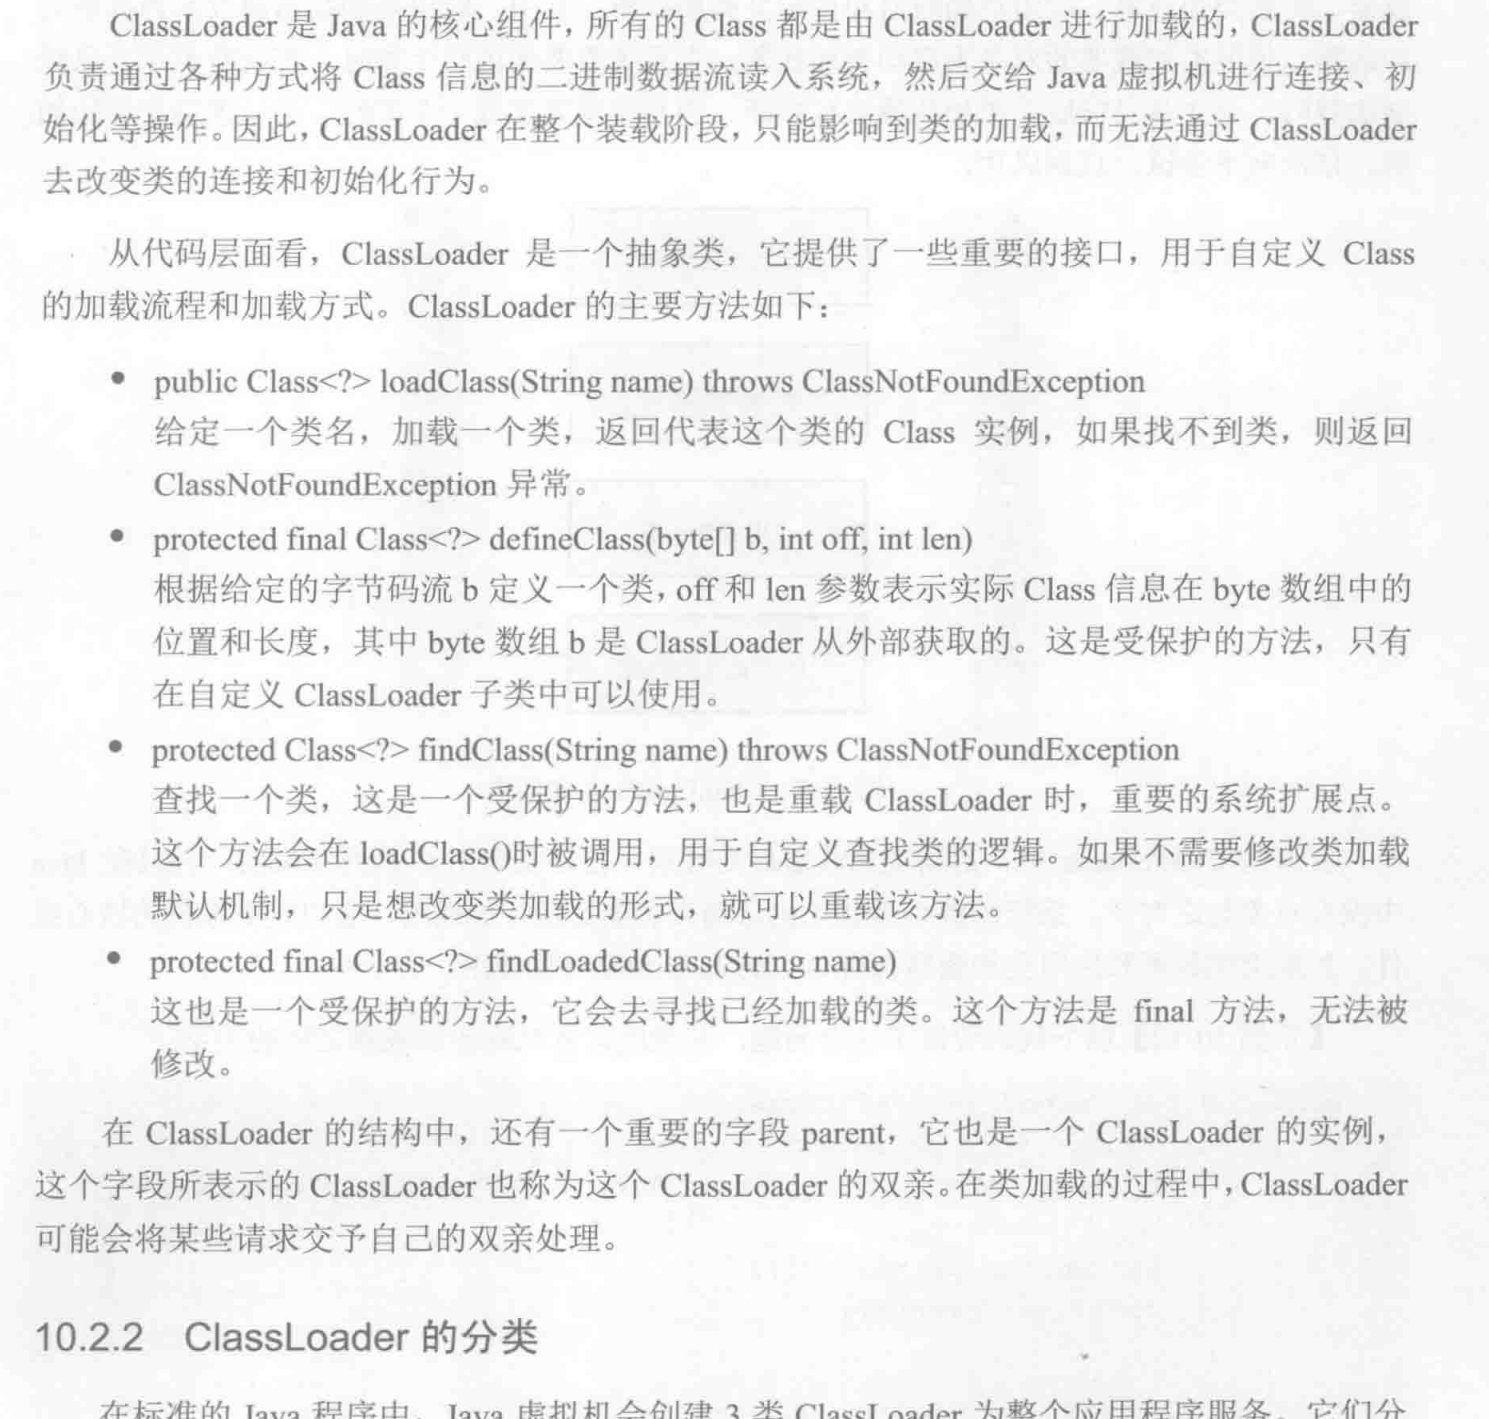 ClassLoader 是 Java 的核心组件，所有的 Class 都是由 ClassLoader 进行加载的，ClassLoader
负责通过各种方式将 Class 信息的二进制数据流读入系统，然后交给 Java 虚拟机进行连接、初
始化等操作。因此，ClassLoader 在整个装载阶段，只能影响到类的加载，而无法通过 ClassLoader
去改变类的连接和初始化行为。
从代码层面看，ClassLoader 是一个抽象类，它提供了一些重要的接口，用于自定义 Class
的加载流程和加载方式。ClassLoader 的主要方法如下：
• public Class<?> loadClass(String name) throws ClassNotFoundException
给定一个类名，加载一个类，返回代表这个类的 Class 实例，如果找不到类，则返回
ClassNotFoundException 异常。
• protected final Class<?> defineClass(byte[] b, int off, int len)
根据给定的字节码流 b 定义一个类，off 和 len 参数表示实际 Class 信息在 byte 数组中的
位置和长度，其中 byte 数组 b 是 ClassLoader 从外部获取的。这是受保护的方法，只有
在自定义 ClassLoader 子类中可以使用。
• protected Class<?> findClass(String name) throws ClassNotFoundException
查找一个类，这是一个受保护的方法，也是重载 ClassLoader 时，重要的系统扩展点。
这个方法会在 loadClass()时被调用，用于自定义查找类的逻辑。如果不需要修改类加载
默认机制，只是想改变类加载的形式，就可以重载该方法。
• protected final Class<?> findLoadedClass(String name)
这也是一个受保护的方法，它会去寻找已经加载的类。这个方法是 final 方法，无法被
修改。
在 ClassLoader 的结构中，还有一个重要的字段 parent，它也是一个 ClassLoader 的实例，
这个字段所表示的 ClassLoader 也称为这个 ClassLoader 的双亲。在类加载的过程中，ClassLoader
可能会将某些请求交予自己的双亲处理。
10.2.2 ClassLoader 的分类
在标准的 Java 程序中，Java 虚拟机会创建 3 类 ClassLoader 为整个应用程序服务。它们分